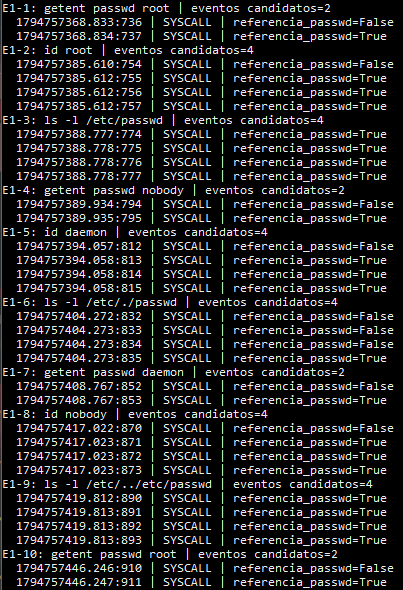 E1-1: getent passwd root | eventos candidatos=2
1794757368.833:736 | SYSCALL | referencia_passwd=False
1794757368.834:737 | SYSCALL | referencia_passwd=True
E1-2: id root | eventos candidatos=4
1794757385.610:754 | SYSCALL | referencia_passwd=False
1794757385.612:755 | SYSCALL | referencia_passwd=True
1794757385.612:756 | SYSCALL | referencia_passwd=True
1794757385.612:757 | SYSCALL | referencia_passwd=True
E1-3: ls -l /etc/passwd | eventos candidatos=4
1794757388.777:774 | SYSCALL | referencia_passwd=True
1794757388.778:775 | SYSCALL | referencia_passwd=True
1794757388.778:776 | SYSCALL | referencia_passwd=True
1794757388.778:777 | SYSCALL | referencia_passwd=True
E1-4: getent passwd nobody | eventos candidatos=2
1794757389.934:794 | SYSCALL | referencia_passwd=False
1794757389.935:795 | SYSCALL | referencia_passwd=True
E1-5: id daemon | eventos candidatos=4
1794757394.057:812 | SYSCALL | referencia_passwd=False
1794757394.058:813 | SYSCALL | referencia_passwd=True
1794757394.058:814 | SYSCALL | referencia_passwd=True
1794757394.058:815 | SYSCALL | referencia_passwd=True
E1-6: ls -l /etc/./passwd | eventos candidatos=4
1794757404.272:832 | SYSCALL | referencia_passwd=False
1794757404.273:833 | SYSCALL | referencia_passwd=False
1794757404.273:834 | SYSCALL | referencia_passwd=False
1794757404.273:835 | SYSCALL | referencia_passwd=True
E1-7: getent passwd daemon | eventos candidatos=2
1794757408.767:852 | SYSCALL | referencia_passwd=False
1794757408.767:853 | SYSCALL | referencia_passwd=True
E1-8: id nobody | eventos candidatos=4
1794757417.022:870 | SYSCALL | referencia_passwd=False
1794757417.023:871 | SYSCALL | referencia_passwd=True
1794757417.023:872 | SYSCALL | referencia_passwd=True
1794757417.023:873 | SYSCALL | referencia_passwd=True
E1-9: ls -l /etc/../etc/passwd | eventos candidatos=4
1794757419.812:890 | SYSCALL | referencia_passwd=True
1794757419.813:891 | SYSCALL | referencia_passwd=True
1794757419.813:892 | SYSCALL | referencia_passwd=True
1794757419.813:893 | SYSCALL | referencia_passwd=True
E1-10: getent passwd root | eventos candidatos=2
1794757446.246:910 | SYSCALL | referencia_passwd=False
1794757446.247:911 | SYSCALL | referencia_passwd=True